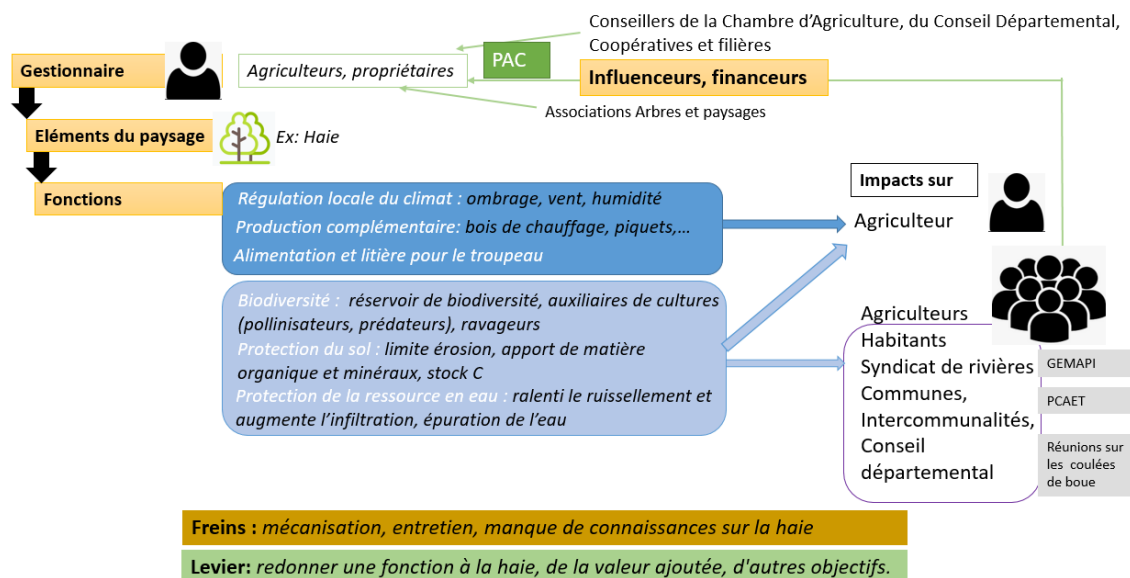 Conseillers de la Chambre d'Agriculture, du Conseil Départemental,
Coopératives et filières
Gestionnaire
Agriculteurs, propriétaires
PAC
Influenceurs, financeurs
Associations Arbres et paysages
Eléments du paysage
Ex: Haie
Fonctions
Régulation locale du climat : ombrage, vent, humidité
Production complémentaire: bois de chauffage, piquets,...
Alimentation et litière pour le troupeau
Impacts sur
Agriculteur
Biodiversité : réservoir de biodiversité, auxiliaires de cultures
(pollinisateurs, prédateurs), ravageurs
Protection du sol : limite érosion, apport de matière
organique et minéraux, stock C
Protection de la ressource en eau : ralenti le ruissellement et
augmente l'infiltration, épuration de l'eau
Agriculteurs
Habitants
Syndicat de rivières
Communes,
Intercommunalités,
Conseil
départemental
GEMAPI
PCAET
Réunions sur
les coulées
de boue
Freins : mécanisation, entretien, manque de connaissances sur la haie
Levier: redonner une fonction à la haie, de la valeur ajoutée, d'autres objectifs.